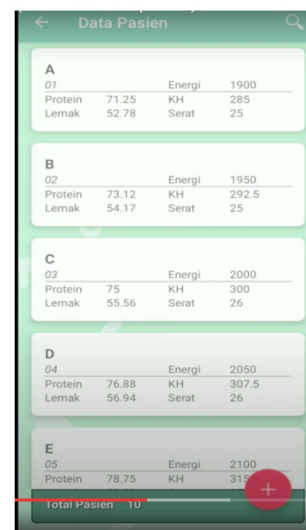 Data Pasien
A
01 Energi 1900
Protein 71.25 KH 285
Lemak 52.78 Serat 25
B
02 Energi 1950
Protein 73.12 KH 292.5
Lemak 54.17 Serat 25
C
03 Energi 2000
Protein 75 KH 300
Lemak 55.56 Serat 26
D
04 Energi 2050
Protein 76.88 KH 307.5
Lemak 56.94 Serat 26
E
05 Energi 2100
Protein 78.75 KH 315
Total Pasien 10